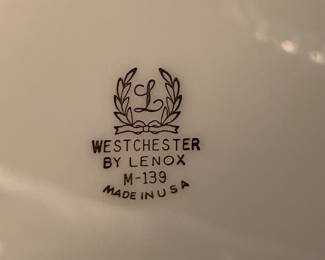 L
WESTCHESTER
BY LENOX
M-139
MADE IN USA